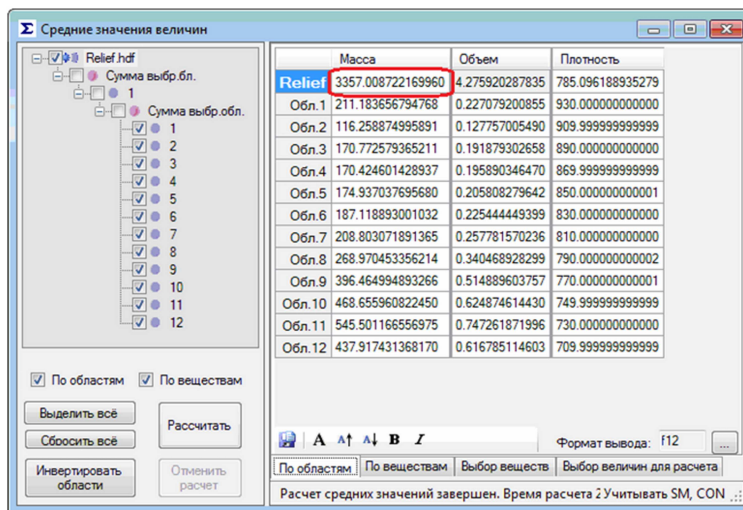 Средние значения величин
Relief.hdf
Сумма выбр.бл.
1
Сумма выбр.обл.
1
2
3
4
5
6
7
8
9
10
11
12
По областям По веществам
Выделить всё
Сбросить всё
Рассчитать
Инвертировать области
Отменить расчет
Масса Объем Плотность
Relief 3357.008722169960 4.275920287835 785.096188935279
Обл.1 211.183656794768 0.227079200855 930.000000000000
Обл.2 116.258874995891 0.127757005490 909.999999999999
Обл.3 170.772579365211 0.191879302658 890.000000000000
Обл.4 170.424601428937 0.195890346470 869.999999999999
Обл.5 174.937037695680 0.205808279642 850.000000000001
Обл.6 187.118893001032 0.225444449399 830.000000000000
Обл.7 208.803071891365 0.257781570236 810.000000000000
Обл.8 268.970453356214 0.340468928299 790.000000000002
Обл.9 396.464994893266 0.514889603757 770.000000000001
Обл.10 468.655960822450 0.624874614430 749.999999999999
Обл.11 545.501166556975 0.747261871996 730.000000000000
Обл.12 437.917431368170 0.616785114603 709.999999999999
A A A B I
Формат вывода: f12 ...
По областям По веществам Выбор веществ Выбор величин для расчета
Расчет средних значений завершен. Время расчета 2 Учитывать SM, CON